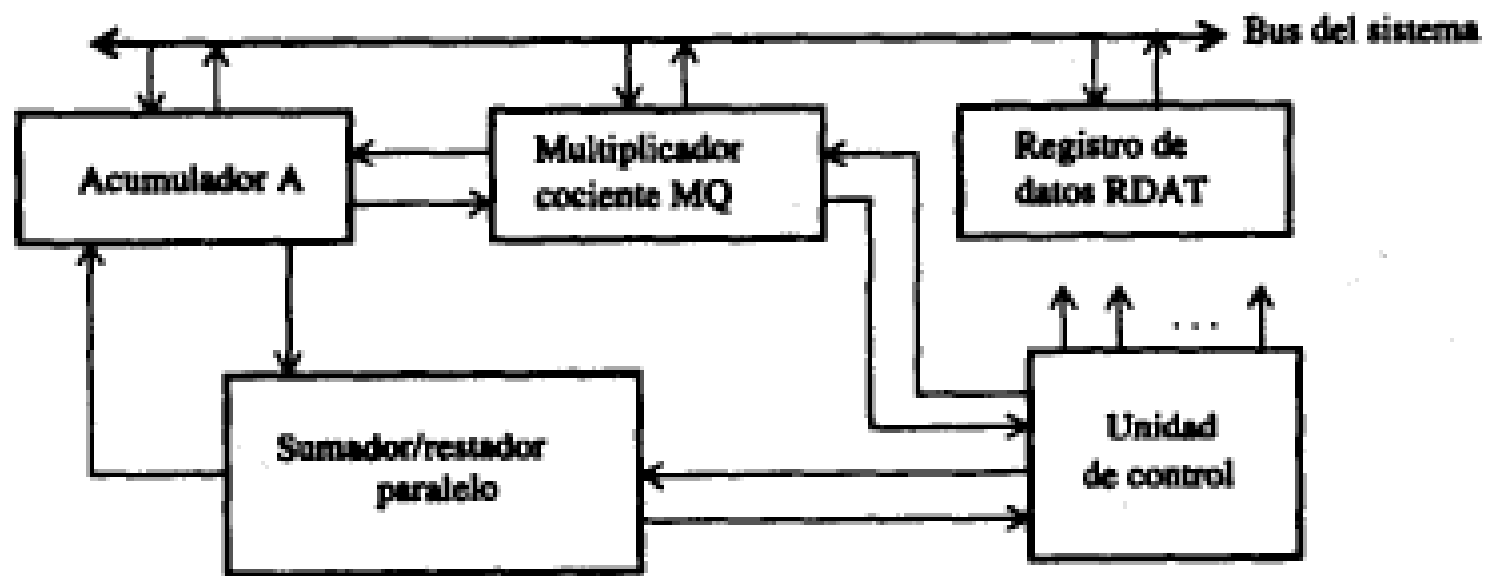 Bus del sistema
Acumulador A
Multiplicador
cociente MQ
Registro de
datos RDAT
...
Sumador/restador
paralelo
Unidad
de control